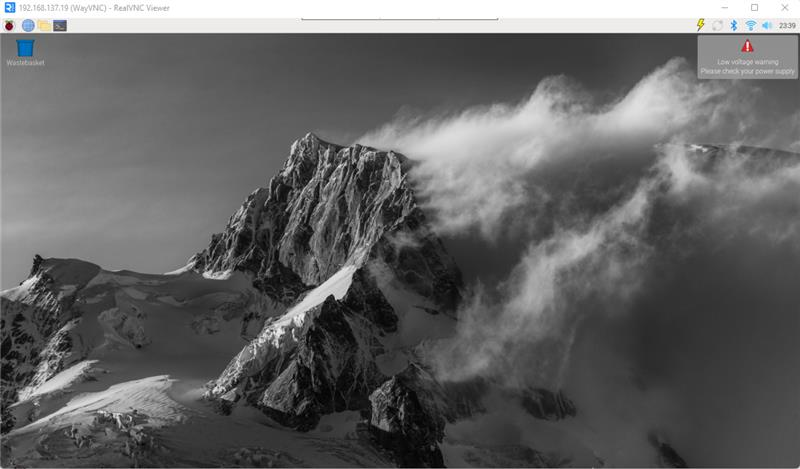 192.168.137.19 (WayVNC) - RealVNC Viewer
23:39
Wastebasket
Low voltage warning
Please check your power supply